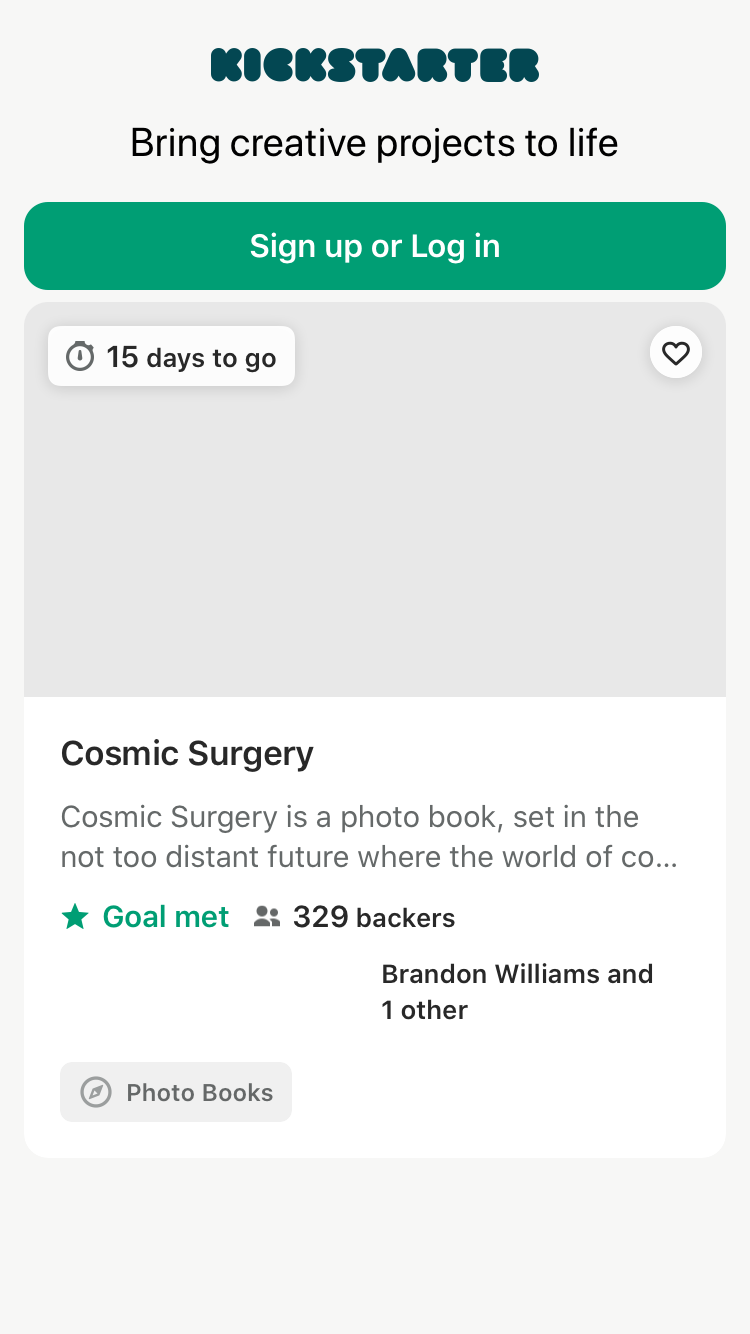 KICKSTARTER
Bring creative projects to life
Sign up or Log in
15 days to go
Cosmic Surgery
Cosmic Surgery is a photo book, set in the
not too distant future where the world of co...
Goal met 329 backers
Brandon Williams and
1 other
Photo Books